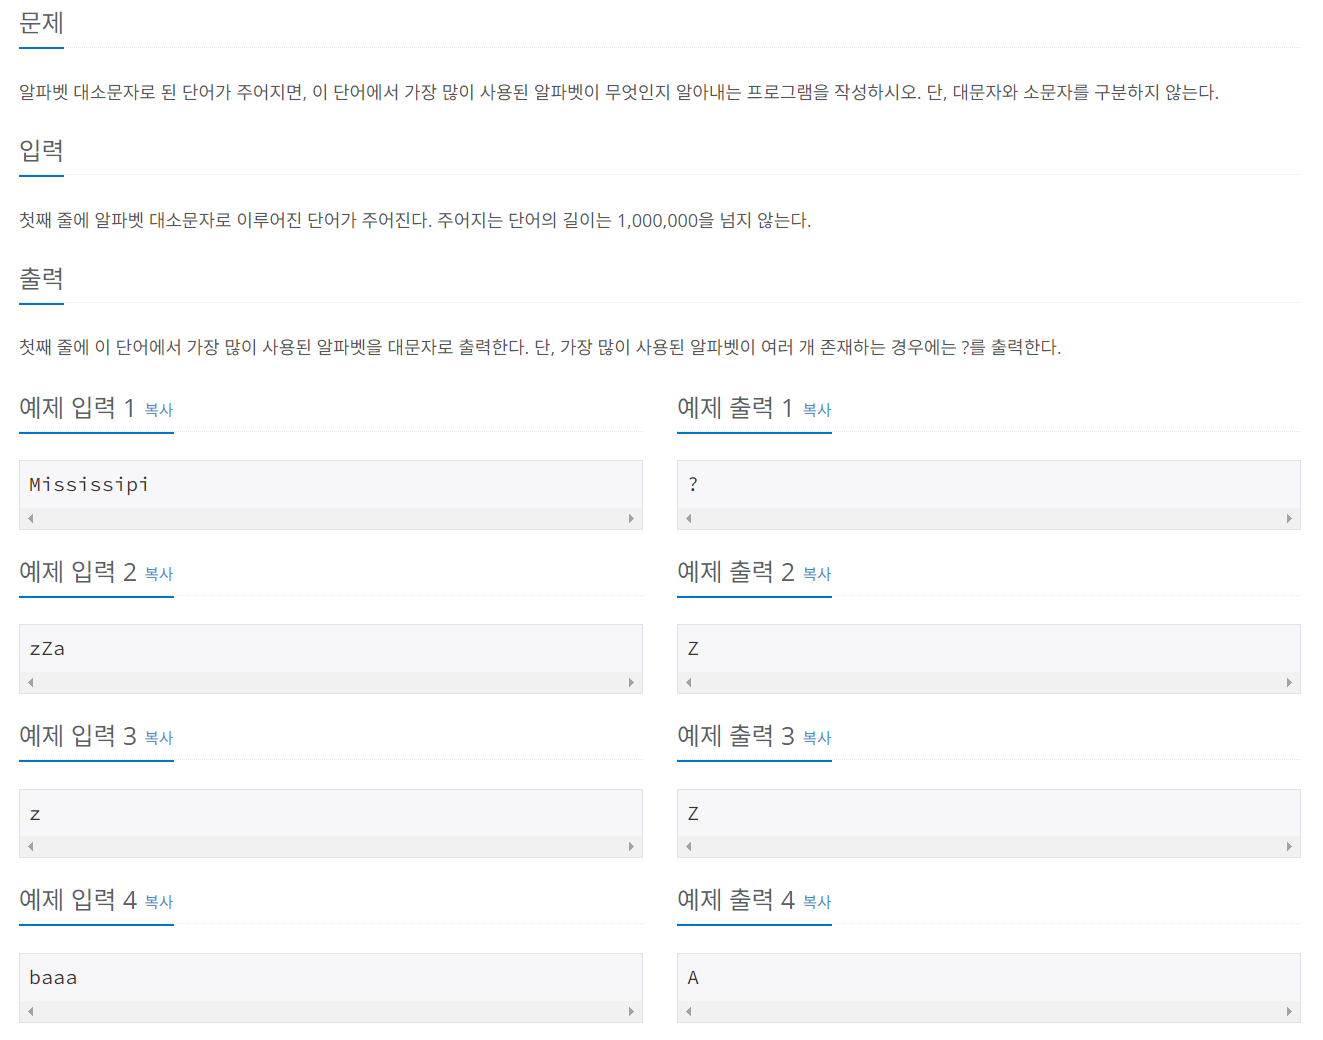 문제
알파벳 대소문자로 된 단어가 주어지면, 이 단어에서 가장 많이 사용된 알파벳이 무엇인지 알아내는 프로그램을 작성하시오. 단, 대문자와 소문자를 구분하지 않는다.
입력
첫째 줄에 알파벳 대소문자로 이루어진 단어가 주어진다. 주어지는 단어의 길이는 1,000,000을 넘지 않는다.
출력
첫째 줄에 이 단어에서 가장 많이 사용된 알파벳을 대문자로 출력한다. 단, 가장 많이 사용된 알파벳이 여러 개 존재하는 경우에는 ?를 출력한다.
예제 입력 1 복사
Mississipi
예제 출력 1 복사
?
예제 입력 2 복사
zZa
예제 출력 2 복사
Z
예제 입력 3 복사
z
예제 출력 3 복사
Z
예제 입력 4 복사
baaa
예제 출력 4 복사
A